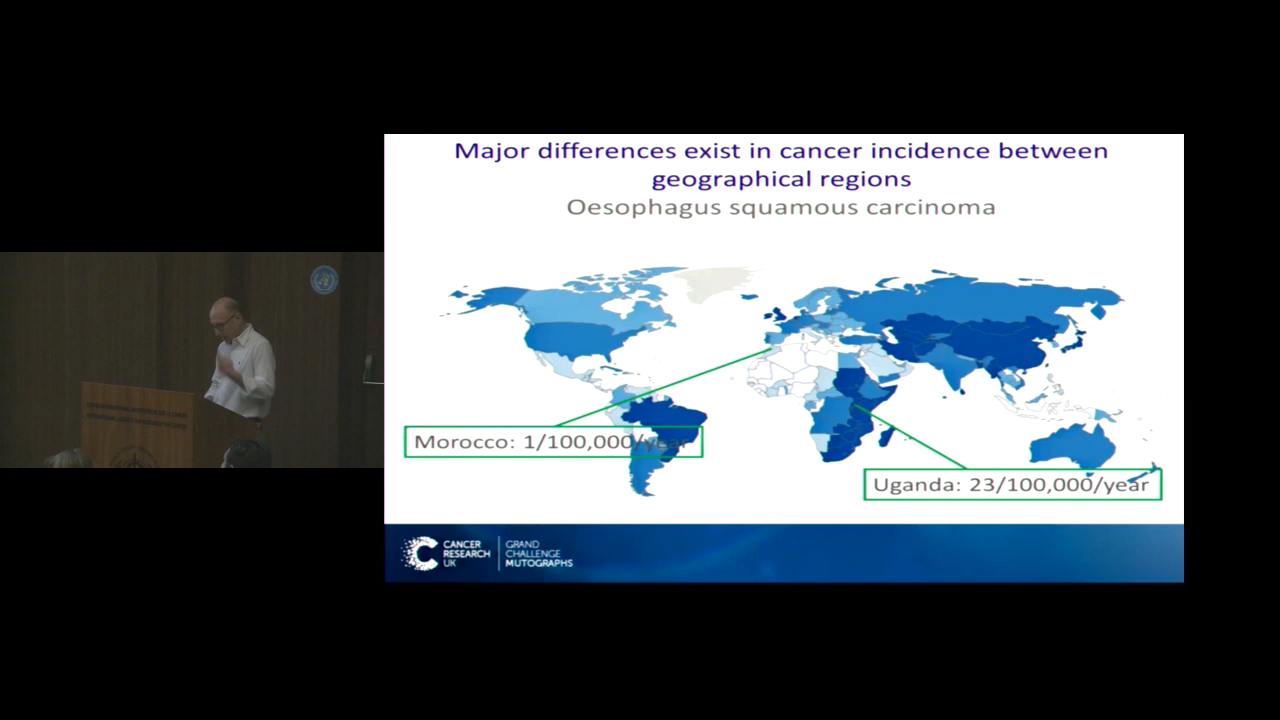 Major differences exist in cancer incidence between
geographical regions
Oesophagus squamous carcinoma
Morocco: 1/100,000/year
Uganda: 23/100,000/year
CANCER
RESEARCH
UK
GRAND
CHALLENGE
MUTOGRAPHS